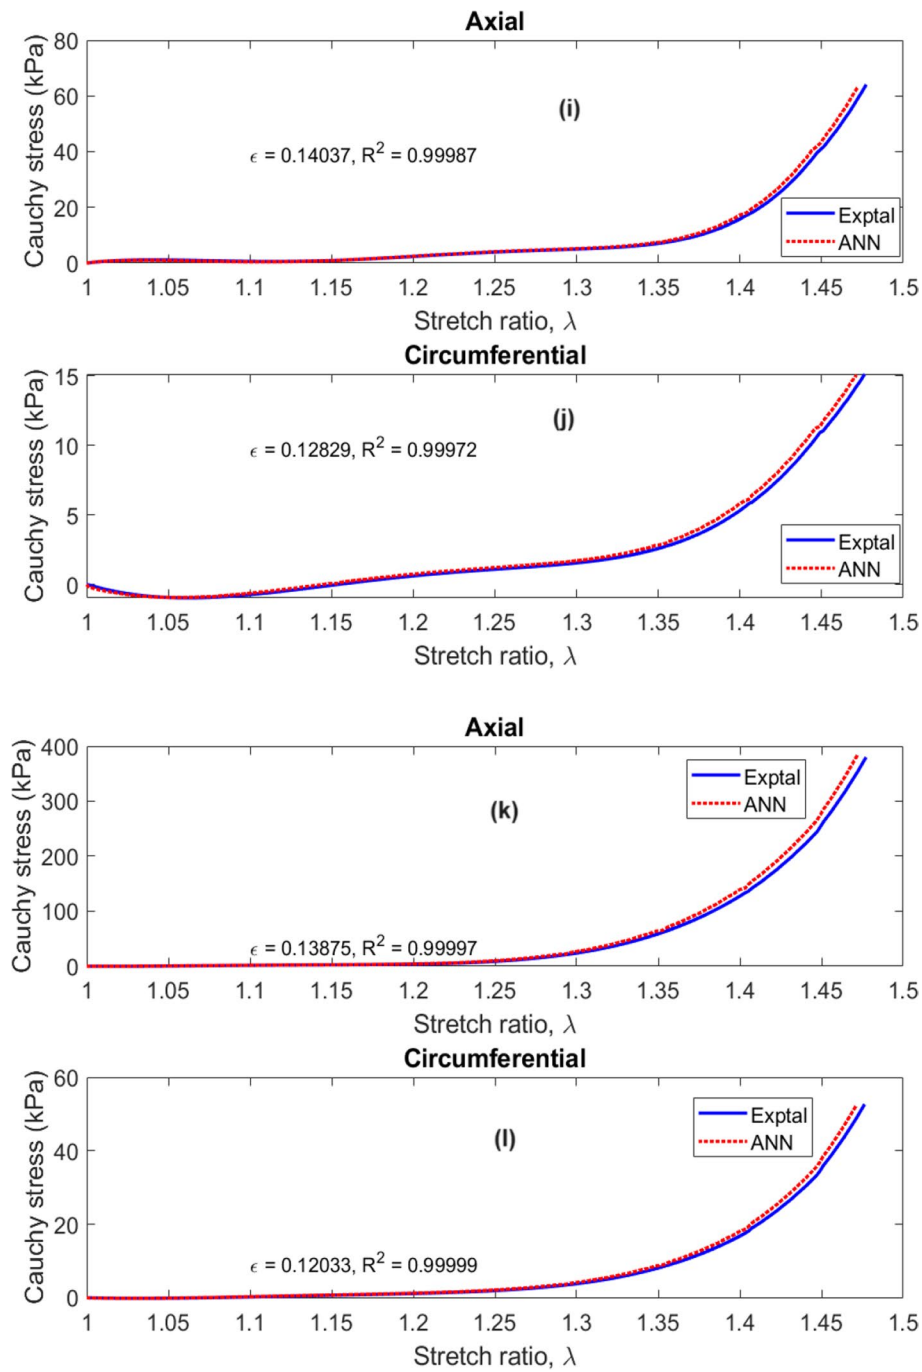 Axial
Cauchy stress (kPa)
80
60
40
20
0
(i)
ϵ = 0.14037, R² = 0.99987
Exptal
ANN
1 1.05 1.1 1.15 1.2 1.25 1.3 1.35 1.4 1.45 1.5
Stretch ratio, λ
Circumferential
Cauchy stress (kPa)
15
10
5
0
(j)
ϵ = 0.12829, R² = 0.99972
Exptal
ANN
1 1.05 1.1 1.15 1.2 1.25 1.3 1.35 1.4 1.45 1.5
Stretch ratio, λ
Axial
Cauchy stress (kPa)
400
300
200
100
0
(k)
Exptal
ANN
ϵ = 0.13875, R² = 0.99997
1 1.05 1.1 1.15 1.2 1.25 1.3 1.35 1.4 1.45 1.5
Stretch ratio, λ
Circumferential
Cauchy stress (kPa)
60
40
20
0
(l)
Exptal
ANN
ϵ = 0.12033, R² = 0.99999
1 1.05 1.1 1.15 1.2 1.25 1.3 1.35 1.4 1.45 1.5
Stretch ratio, λ